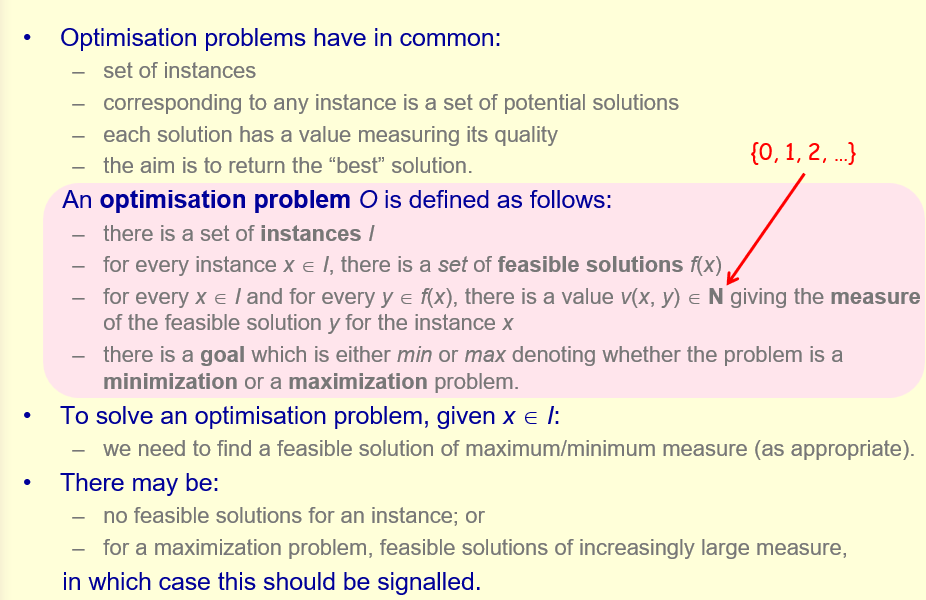 • Optimisation problems have in common:
– set of instances
– corresponding to any instance is a set of potential solutions
– each solution has a value measuring its quality
– the aim is to return the “best” solution.
{0, 1, 2, ...}
An optimisation problem O is defined as follows:
– there is a set of instances I
– for every instance x ∈ I, there is a set of feasible solutions f(x)
– for every x ∈ I and for every y ∈ f(x), there is a value v(x, y) ∈ N giving the measure
of the feasible solution y for the instance x
– there is a goal which is either min or max denoting whether the problem is a
minimization or a maximization problem.
• To solve an optimisation problem, given x ∈ I:
– we need to find a feasible solution of maximum/minimum measure (as appropriate).
• There may be:
– no feasible solutions for an instance; or
– for a maximization problem, feasible solutions of increasingly large measure,
in which case this should be signalled.